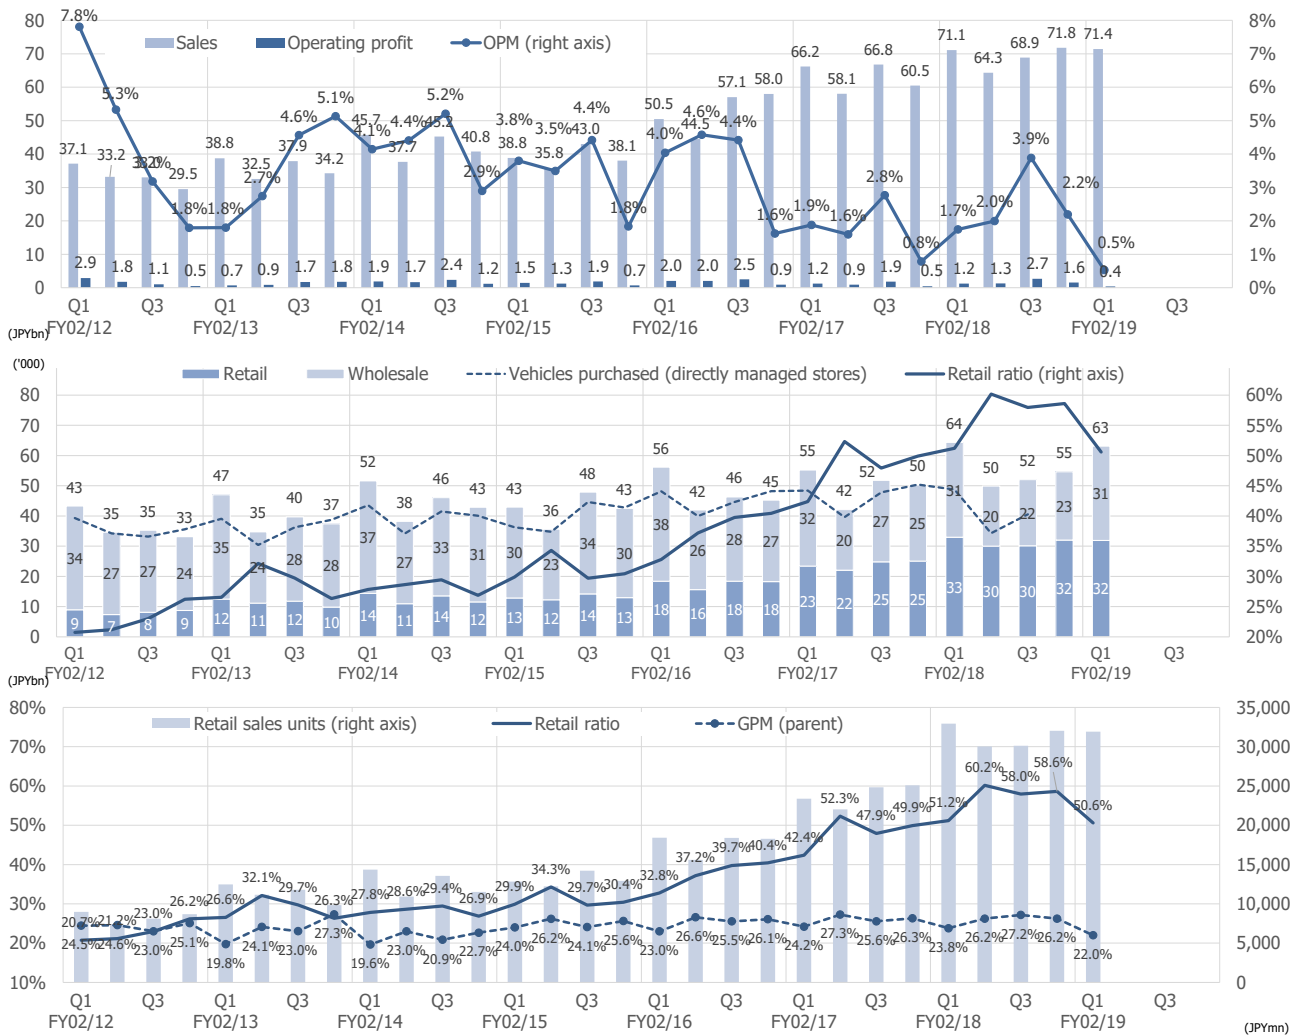 80 8%
7.8%
Sales Operating profit OPM (right axis)
70 7%
60 6%
50 5%
40 4%
30 3%
20 2%
10 1%
0 0%
5.3% 3.2% 1.8% 1.8% 2.7% 4.6% 5.1% 4.1% 4.4% 5.2% 2.9% 3.8% 3.5% 4.4% 1.8% 4.0% 4.6% 4.4% 1.6% 1.9% 1.6% 2.8% 0.8% 1.7% 2.0% 3.9% 2.2% 0.5%
37.1 33.2 33.0 29.5 38.8 32.5 37.9 34.2 45.7 37.7 45.2 40.8 38.8 35.8 43.0 38.1 50.5 44.5 57.1 58.0 66.2 58.1 66.8 60.5 71.1 64.3 68.9 71.8 71.4
2.9 1.8 1.1 0.5 0.7 0.9 1.7 1.8 1.9 1.7 2.4 1.2 1.5 1.3 1.9 0.7 2.0 2.0 2.5 0.9 1.2 0.9 1.9 0.5 1.2 1.3 2.7 1.6 0.4
Q1 Q3 Q1 Q3 Q1 Q3 Q1 Q3 Q1 Q3 Q1 Q3 Q1 Q3 Q1 Q3
FY02/12 FY02/13 FY02/14 FY02/15 FY02/16 FY02/17 FY02/18 FY02/19
(JPYbn)
('000)
Retail Wholesale Vehicles purchased (directly managed stores) Retail ratio (right axis)
80 60%
70 55%
60 50%
50 45%
40 40%
30 35%
20 30%
10 25%
0 20%
43 35 35 33 47 35 40 37 52 38 46 43 43 36 48 43 56 42 46 45 55 42 52 50 64 50 52 55 63
34 27 27 24 35 24 28 28 37 27 33 31 30 23 34 30 38 26 28 27 32 20 27 25 31 20 22 23 31
9 7 8 9 12 11 12 10 14 11 14 12 13 12 14 13 18 16 18 18 23 22 25 25 33 30 30 32 32
Q1 Q3 Q1 Q3 Q1 Q3 Q1 Q3 Q1 Q3 Q1 Q3 Q1 Q3 Q1 Q3
FY02/12 FY02/13 FY02/14 FY02/15 FY02/16 FY02/17 FY02/18 FY02/19
(JPYbn)
Retail sales units (right axis) Retail ratio GPM (parent)
80% 35,000
70% 30,000
60% 25,000
50% 20,000
40% 15,000
30% 10,000
20% 5,000
10% 0
20.7% 21.2% 23.0% 26.2% 26.6% 32.1% 29.7% 26.3% 27.8% 28.6% 29.4% 26.9% 29.9% 34.3% 29.7% 30.4% 32.8% 37.2% 39.7% 40.4% 42.4% 52.3% 47.9% 49.9% 51.2% 60.2% 58.0% 58.6% 50.6%
24.5% 24.6% 23.0% 25.1% 19.8% 24.1% 23.0% 27.3% 19.6% 23.0% 20.9% 22.7% 24.0% 26.2% 24.1% 25.6% 23.0% 26.6% 25.5% 26.1% 24.2% 27.3% 25.6% 26.3% 23.8% 26.2% 27.2% 26.2% 22.0%
Q1 Q3 Q1 Q3 Q1 Q3 Q1 Q3 Q1 Q3 Q1 Q3 Q1 Q3 Q1 Q3
FY02/12 FY02/13 FY02/14 FY02/15 FY02/16 FY02/17 FY02/18 FY02/19
(JPYmn)